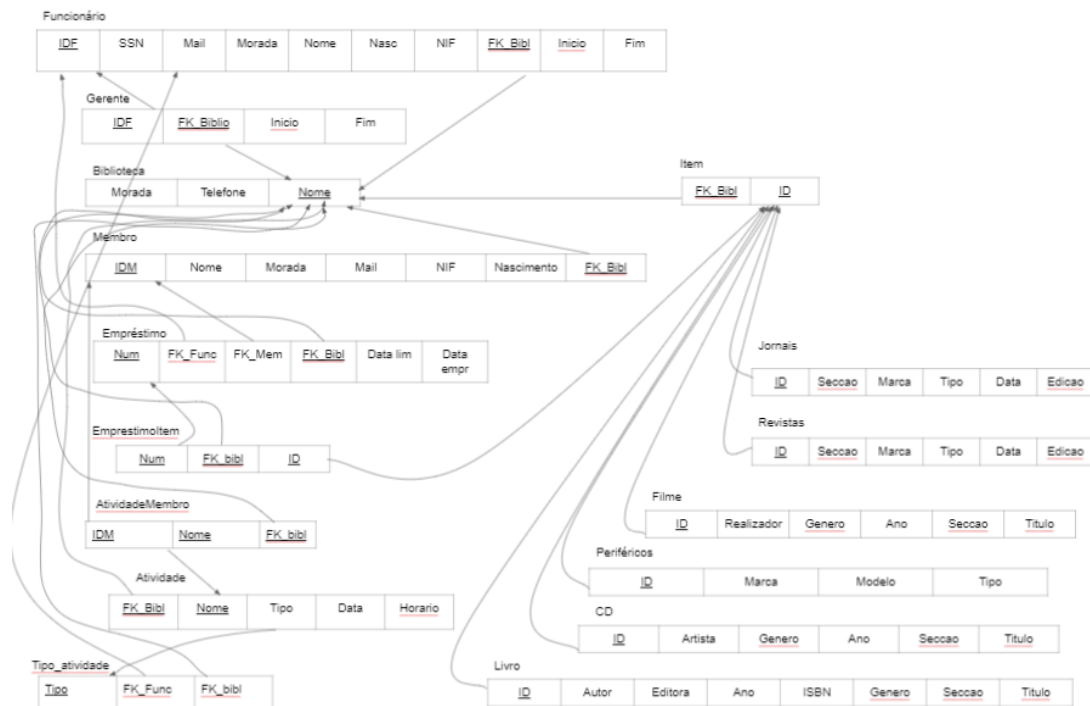 Funcionário
IDF SSN Mail Morada Nome Nasc NIF FK_Bibl Inicio Fim
Gerente
IDF FK_Biblio Inicio Fim
Biblioteca
Morada Telefone Nome
Item
FK_Bibl ID
Membro
IDM Nome Morada Mail NIF Nascimento FK_Bibl
Empréstimo
Num FK_Func FK_Mem FK_Bibl Data lim Data
empr
EmprestimoItem
Num FK_bibl ID
AtividadeMembro
IDM Nome FK_bibl
Atividade
FK_Bibl Nome Tipo Data Horario
Tipo_atividade
Tipo FK_Func FK_bibl
Jornais
ID Seccao Marca Tipo Data Edicao
Revistas
ID Seccao Marca Tipo Data Edicao
Filme
ID Realizador Genero Ano Seccao Titulo
Periféricos
ID Marca Modelo Tipo
CD
ID Artista Genero Ano Seccao Titulo
Livro
ID Autor Editora Ano ISBN Genero Seccao Titulo